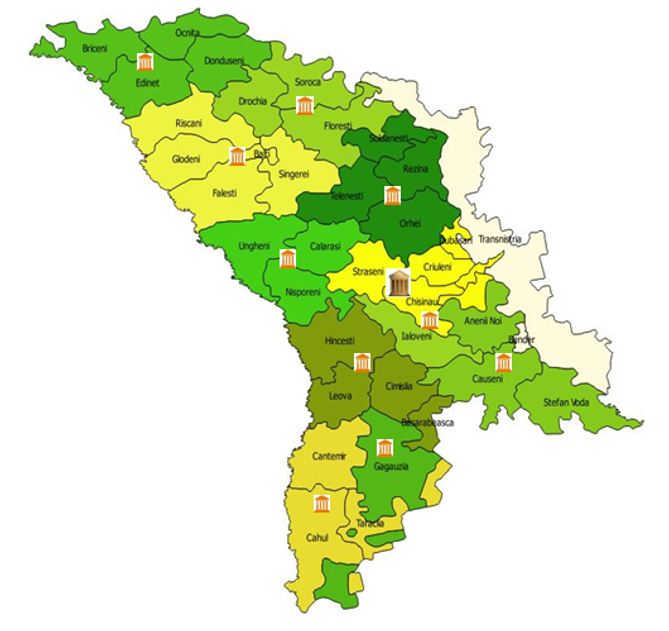 Ocnita
Briceni
Donduseni
Edinet
Soroca
Drochia
Floresti
Riscani
Soldanesti
Balti
Glodeni
Rezina
Singerei
Falesti
Telenesti
Orhei
Ungheni
Calarasi
Dubasari
Transnistria
Straseni
Criuleni
Nisporeni
Chisinau
Anenii Noi
Ialoveni
Bender
Hincesti
Causeni
Cimislia
Leova
Stefan Voda
Basarabeasca
Cantemir
Gagauzia
Taraclia
Cahul